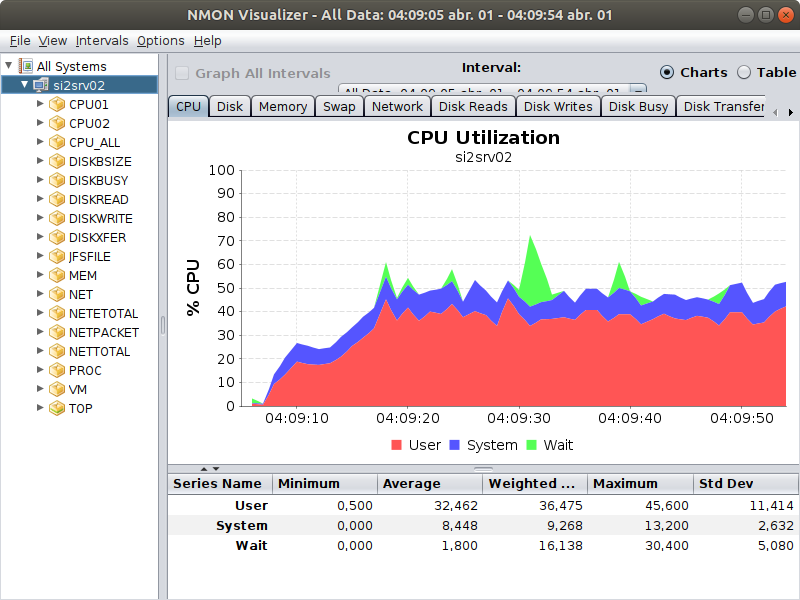 NMON Visualizer - All Data: 04:09:05 abr. 01 - 04:09:54 abr. 01
File View Intervals Options Help
All Systems
si2srv02
CPU01
CPU02
CPU_ALL
DISKBSIZE
DISKBUSY
DISKREAD
DISKWRITE
DISKXFER
JFSFILE
MEM
NET
NETETOTAL
NETPACKET
NETTOTAL
PROC
VM
TOP
Graph All Intervals
Interval:
All Data 04:09:05 abr. 01 - 04:09:54 abr. 01
Charts Table
CPU Disk Memory Swap Network Disk Reads Disk Writes Disk Busy Disk Transfer
CPU Utilization
si2srv02
% CPU
100
90
80
70
60
50
40
30
20
10
0
04:09:10 04:09:20 04:09:30 04:09:40 04:09:50
User System Wait
Series Name Minimum Average Weighted ... Maximum Std Dev
User 0,500 32,462 36,475 45,600 11,414
System 0,000 8,448 9,268 13,200 2,632
Wait 0,000 1,800 16,138 30,400 5,080